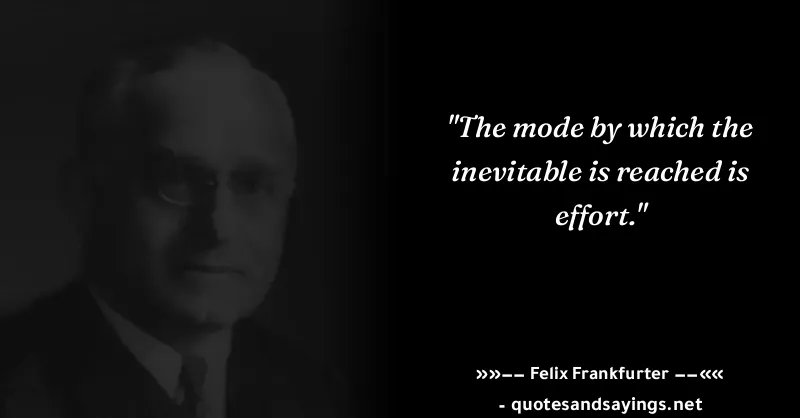 "The mode by which the
inevitable is reached is
effort."
»»–– Felix Frankfurter ––««
- quotesandsayings.net